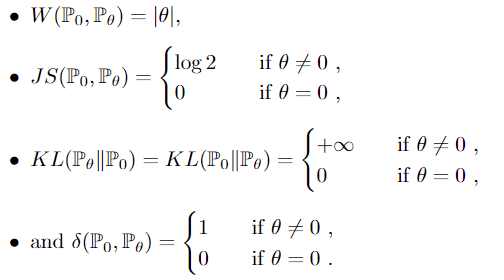 • W(ℙ₀, ℙ_θ) = |θ|,
• JS(ℙ₀, ℙ_θ) = { log 2 if θ ≠ 0 ,
0 if θ = 0 ,
• KL(ℙ_θ‖ℙ₀) = KL(ℙ₀‖ℙ_θ) = { +∞ if θ ≠ 0 ,
0 if θ = 0 ,
• and δ(ℙ₀, ℙ_θ) = { 1 if θ ≠ 0 ,
0 if θ = 0 .